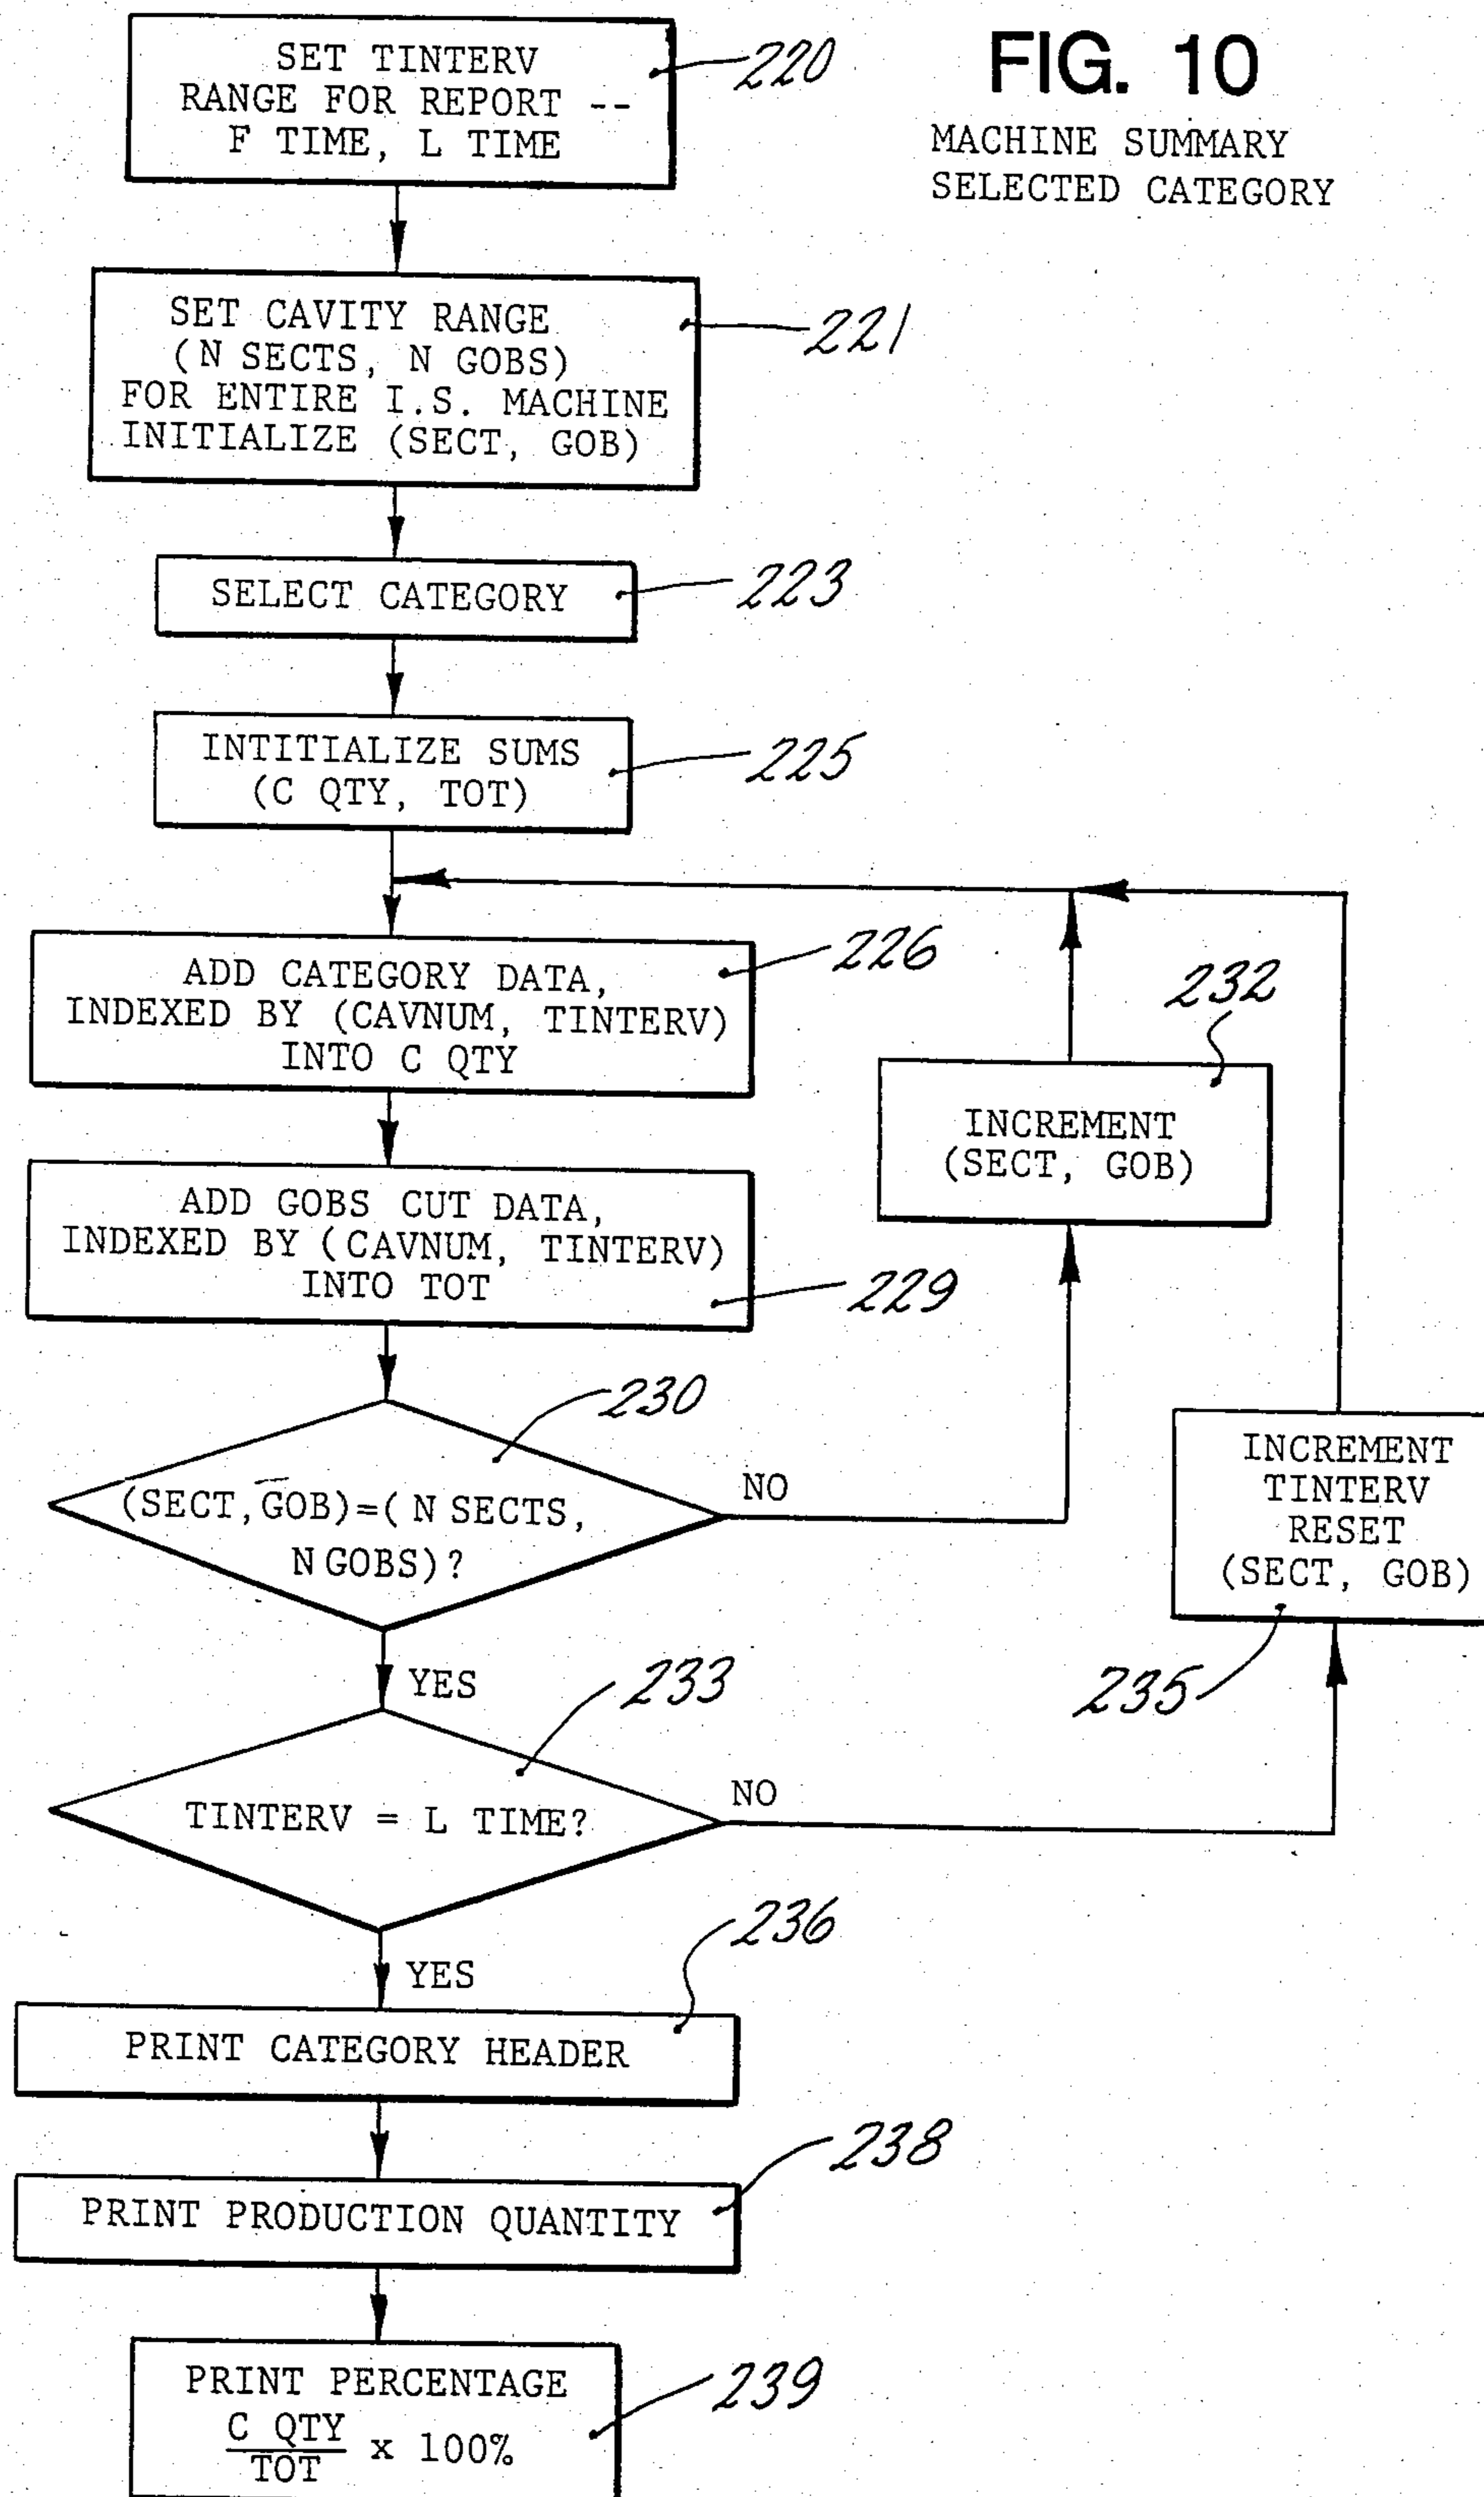 FIG. 10
MACHINE SUMMARY
SELECTED CATEGORY
SET TINTERV
RANGE FOR REPORT --
F TIME, L TIME
220
SET CAVITY RANGE
(N SECTS, N GOBS)
FOR ENTIRE I.S. MACHINE
INITIALIZE (SECT, GOB)
221
SELECT CATEGORY
223
INTITIALIZE SUMS
(C QTY, TOT)
225
ADD CATEGORY DATA,
INDEXED BY (CAVNUM, TINTERV)
INTO C QTY
226
232
INCREMENT
(SECT, GOB)
ADD GOBS CUT DATA,
INDEXED BY (CAVNUM, TINTERV)
INTO TOT
229
230
(SECT, GOB)=(N SECTS,
N GOBS)?
NO
YES
INCREMENT
TINTERV
RESET
(SECT, GOB)
235
233
TINTERV = L TIME?
NO
YES
236
PRINT CATEGORY HEADER
238
PRINT PRODUCTION QUANTITY
PRINT PERCENTAGE
C QTY
TOT
x 100%
239